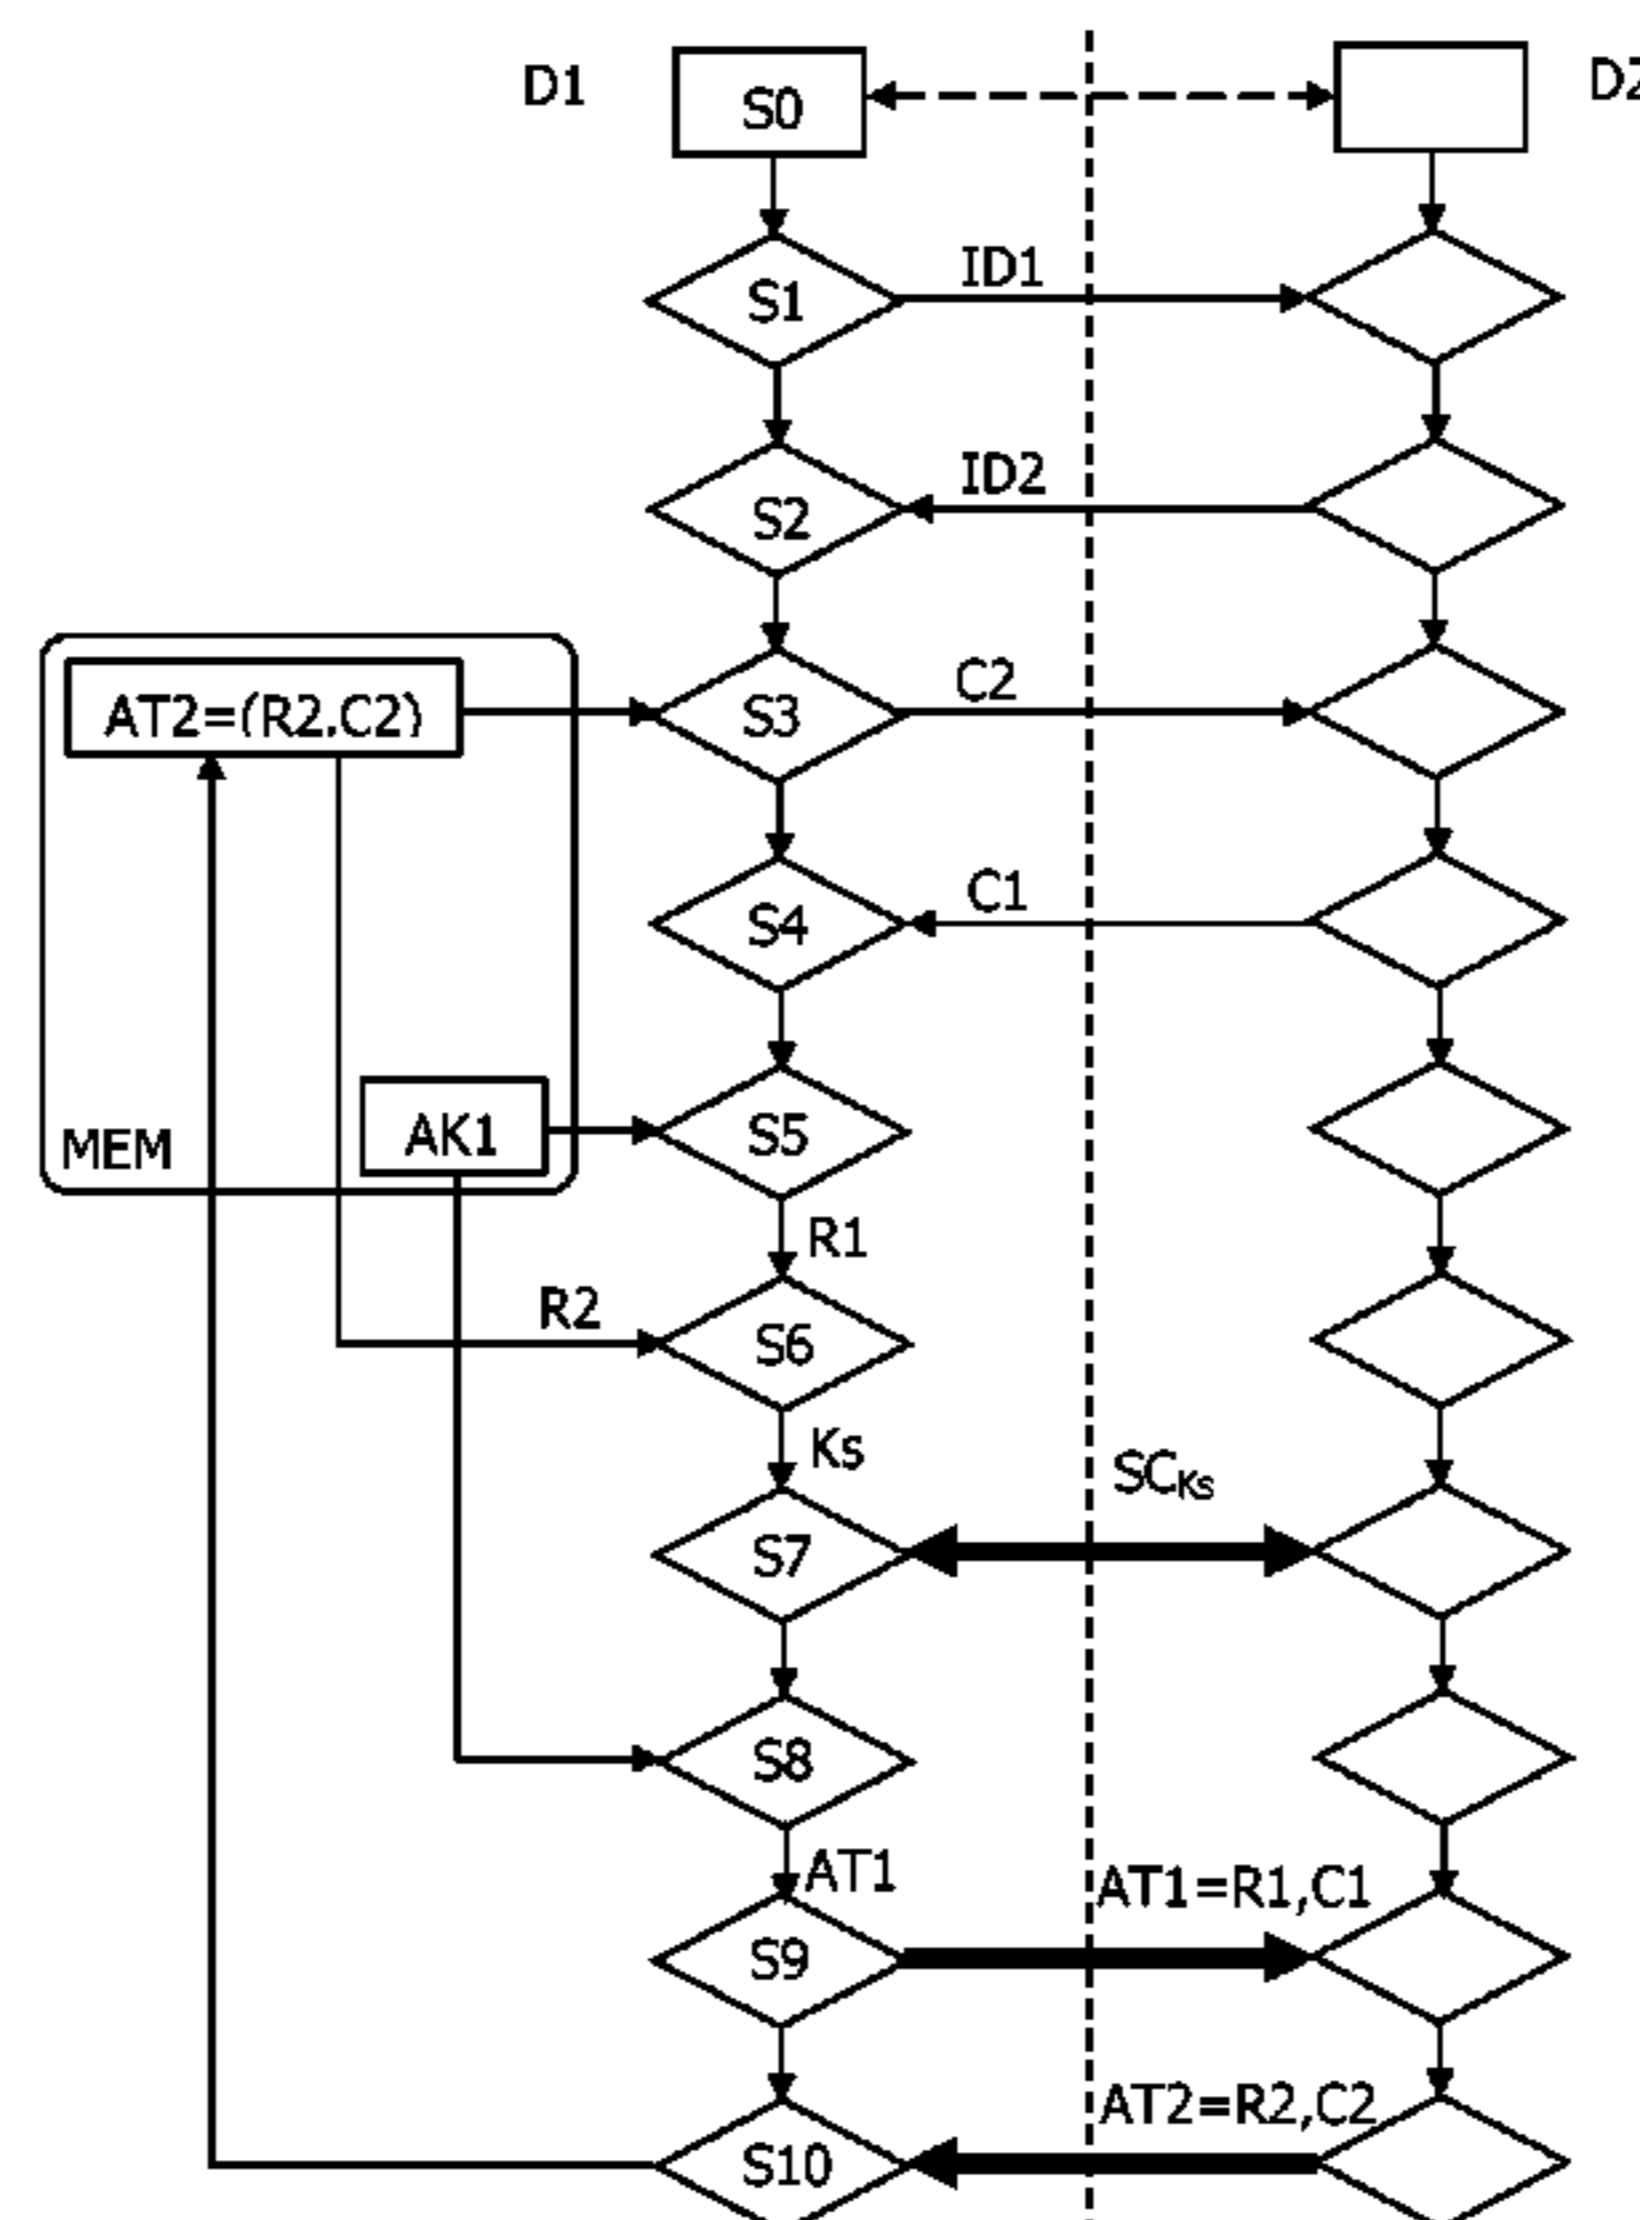 D1
S0
D2
ID1
S1
ID2
S2
C2
AT2=(R2.C2)
S3
C1
S4
AK1
S5
MEM
R1
R2
S6
Ks
SCKs
S7
S8
AT1
AT1=R1,C1
S9
AT2=R2,C2
S10